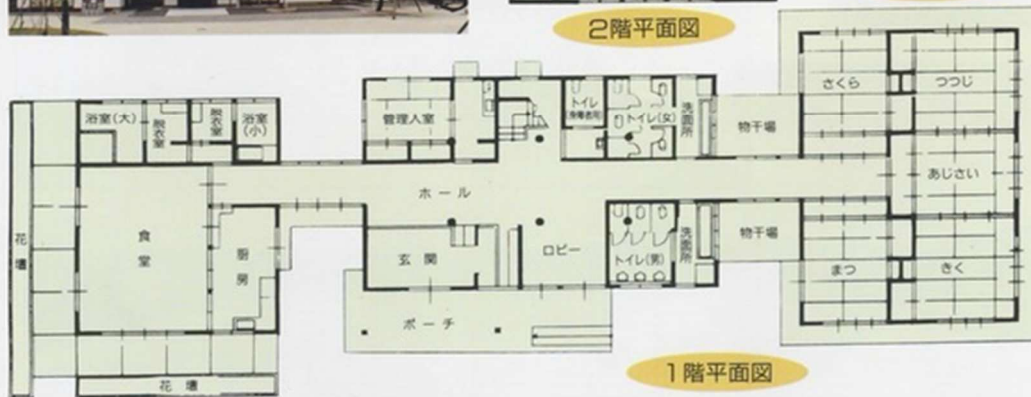 2階平面図
さくら
つつじ
浴室(大)
脱衣室
脱衣室
浴室(小)
管理人室
トイレ
トイレ(女)
洗面所
物干場
あじさい
ホール
花壇
食堂
厨房
玄関
ロビー
トイレ(男)
洗面所
物干場
まつ
きく
ポーチ
1階平面図
花壇